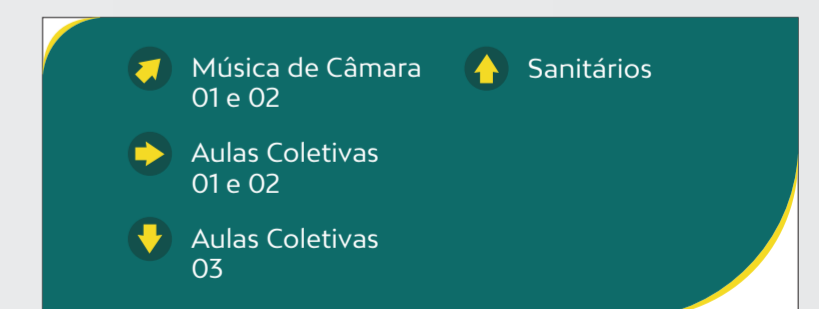 Música de Câmara
01 e 02
Aulas Coletivas
01 e 02
Aulas Coletivas
03
Sanitários